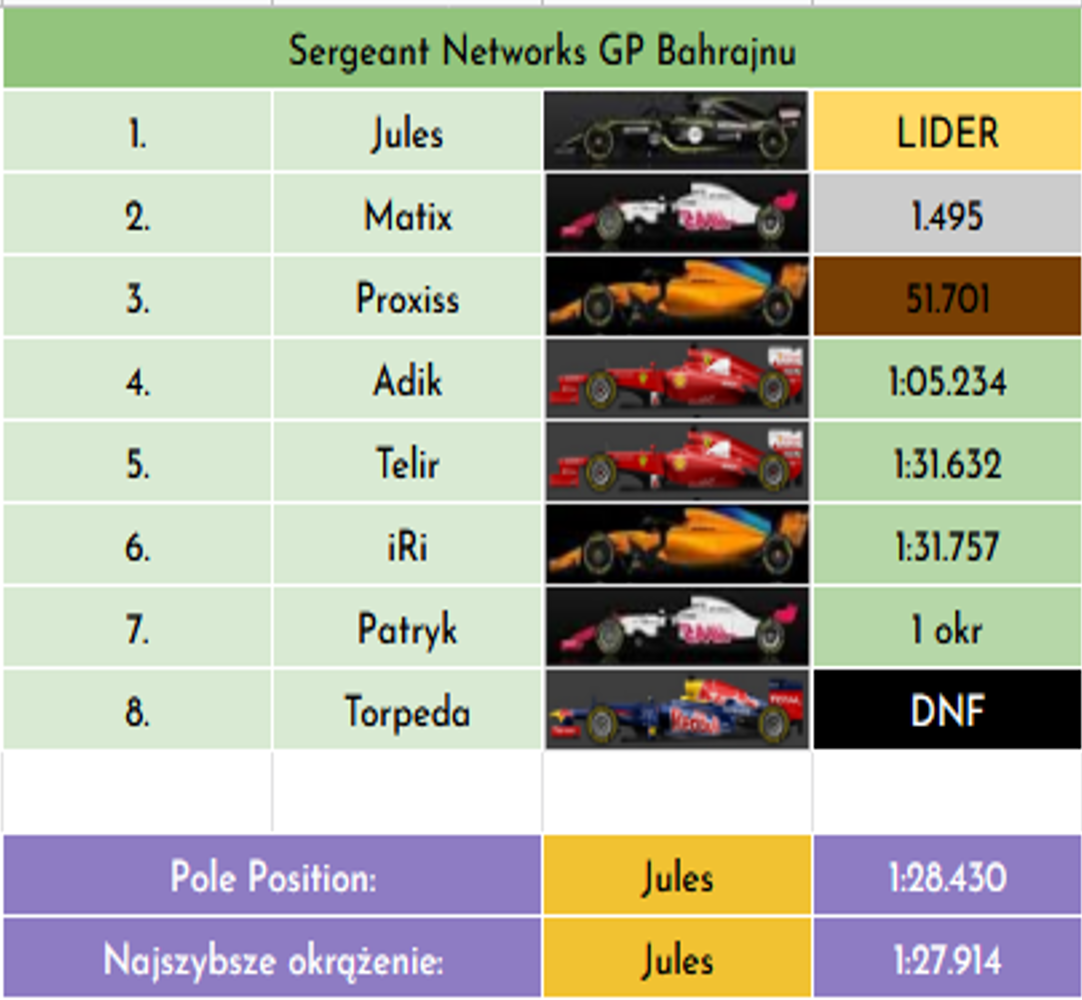 Sergeant Networks GP Bahrajnu
1. Jules LIDER
2. Matix 1.495
3. Proxiss 51.701
4. Adik 1:05.234
5. Telir 1:31.632
6. iRi 1:31.757
7. Patryk 1 okr
8. Torpeda DNF
Pole Position: Jules 1:28.430
Najszybsze okrążenie: Jules 1:27.914